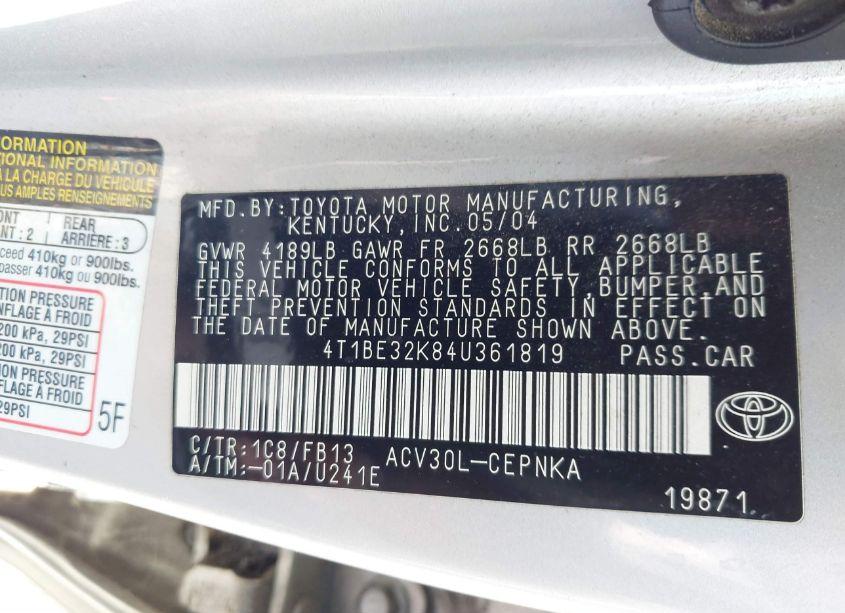 ORMATION
TIONAL INFORMATION
À LA CHARGE DU VEHICULE
US AMPLES RENSEIGNEMENTS
ONT
NT : 2
REAR
ARRIÈRE : 3
ceed 410kg or 900lbs.
passer 410kg ou 900lbs.
TION PRESSURE
NFLAGE À FROID
200 kPa, 29PSI
200 kPa, 29PSI
TION PRESSURE
NFLAGE À FROID
29PSI
5F
MFD.BY:TOYOTA MOTOR MANUFACTURING,
KENTUCKY,INC.05/04
GVWR 4189LB GAWR FR 2668LB RR 2668LB
THIS VEHICLE CONFORMS TO ALL APPLICABLE
FEDERAL MOTOR VEHICLE SAFETY,BUMPER,AND
THEFT PREVENTION STANDARDS IN EFFECT ON
THE DATE OF MANUFACTURE SHOWN ABOVE.
4T1BE32K84U361819 PASS.CAR
C/TR:1C8/FB13 ACV30L-CEPNKA
A/TM:-01A/U241E
19871